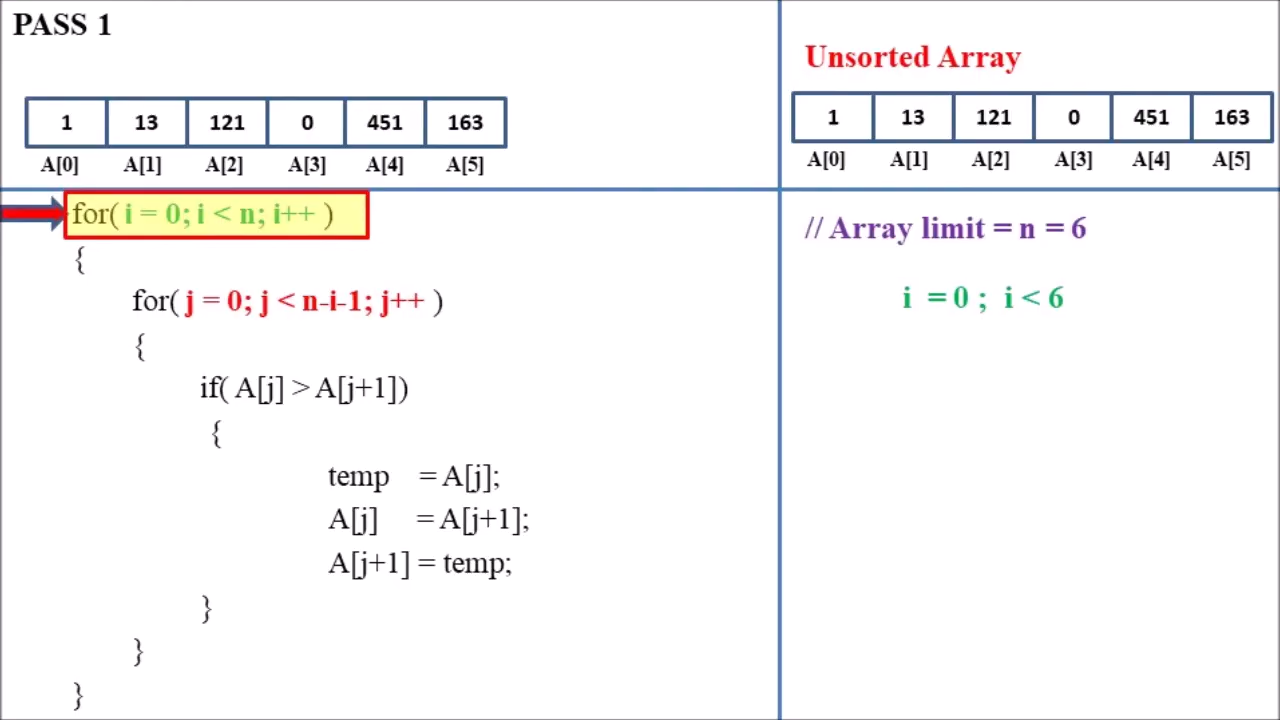 PASS 1
1 13 121 0 451 163
A[0] A[1] A[2] A[3] A[4] A[5]
for( i = 0; i < n; i++ )
{
for( j = 0; j < n-i-1; j++ )
{
if( A[j] > A[j+1])
{
temp = A[j];
A[j] = A[j+1];
A[j+1] = temp;
}
}
}
Unsorted Array
1 13 121 0 451 163
A[0] A[1] A[2] A[3] A[4] A[5]
// Array limit = n = 6
i = 0 ; i < 6